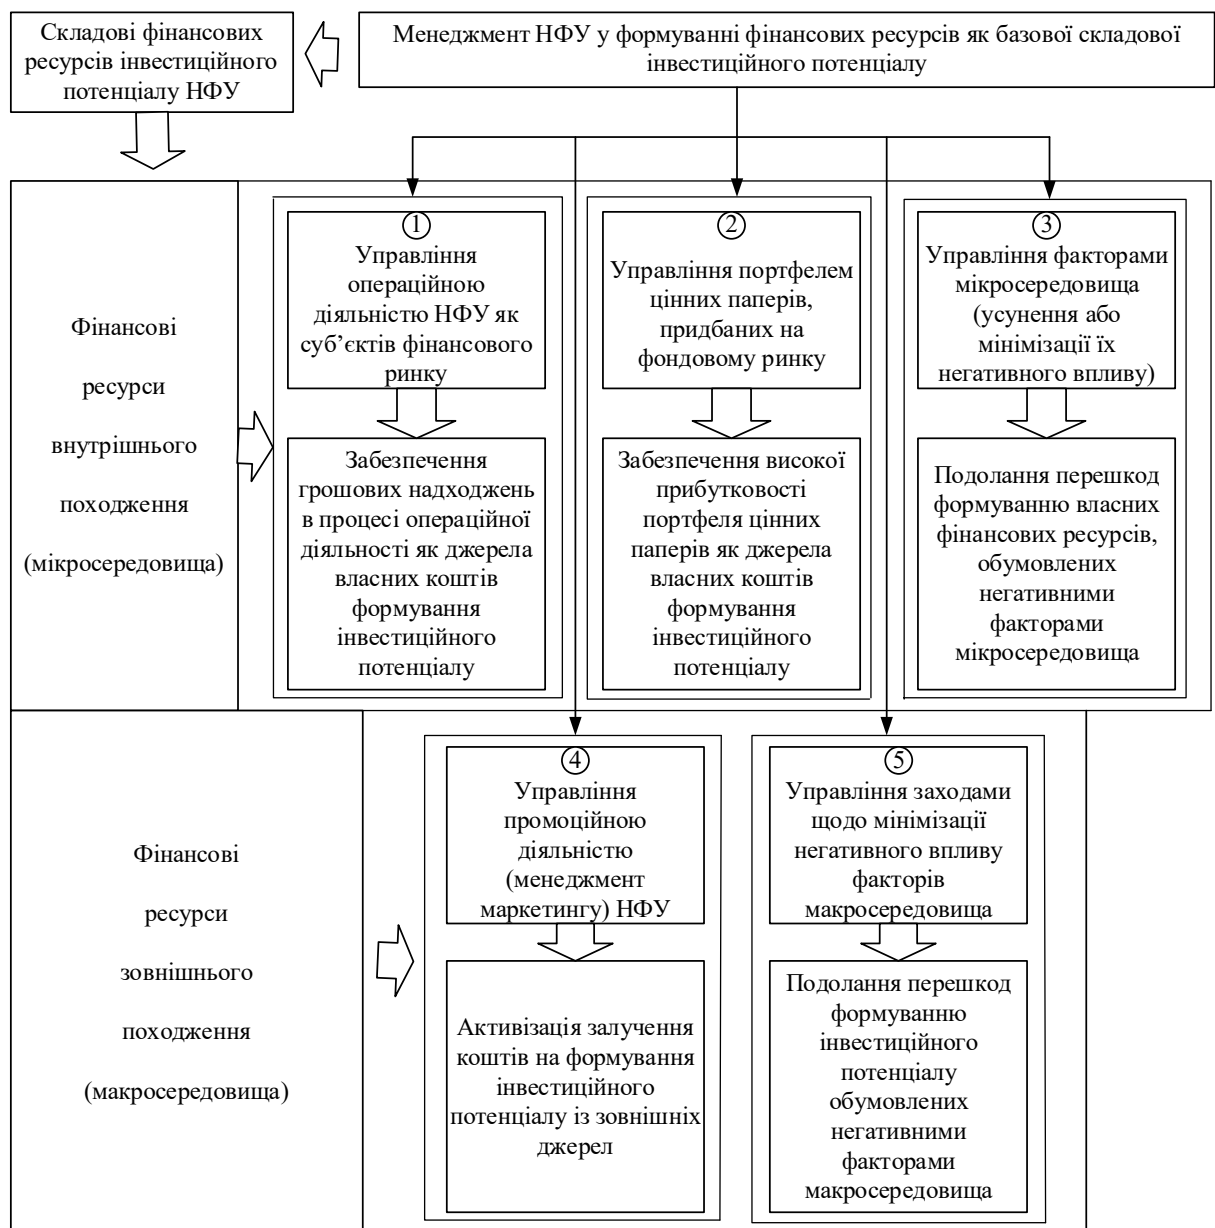 Складові фінансових
ресурсів інвестиційного
потенціалу НФУ
Менеджмент НФУ у формуванні фінансових ресурсів як базової складової
інвестиційного потенціалу
Фінансові
ресурси
внутрішнього
походження
(мікросередовища)
1
Управління
операційною
діяльністю НФУ як
суб’єктів фінансового
ринку
Забезпечення
грошових надходжень
в процесі операційної
діяльності як джерела
власних коштів
формування
інвестиційного
потенціалу
2
Управління портфелем
цінних паперів,
придбаних на
фондовому ринку
Забезпечення високої
прибутковості
портфеля цінних
паперів як джерела
власних коштів
формування
інвестиційного
потенціалу
3
Управління факторами
мікросередовища
(усунення або
мінімізації їх
негативного впливу)
Подолання перешкод
формуванню власних
фінансових ресурсів,
обумовлених
негативними
факторами
мікросередовища
Фінансові
ресурси
зовнішнього
походження
(макросередовища)
4
Управління
промоційною
діяльністю
(менеджмент
маркетингу) НФУ
Активізація залучення
коштів на формування
інвестиційного
потенціалу із зовнішніх
джерел
5
Управління заходами
щодо мінімізації
негативного впливу
факторів
макросередовища
Подолання перешкод
формуванню
інвестиційного
потенціалу
обумовлених
негативними
факторами
макросередовища